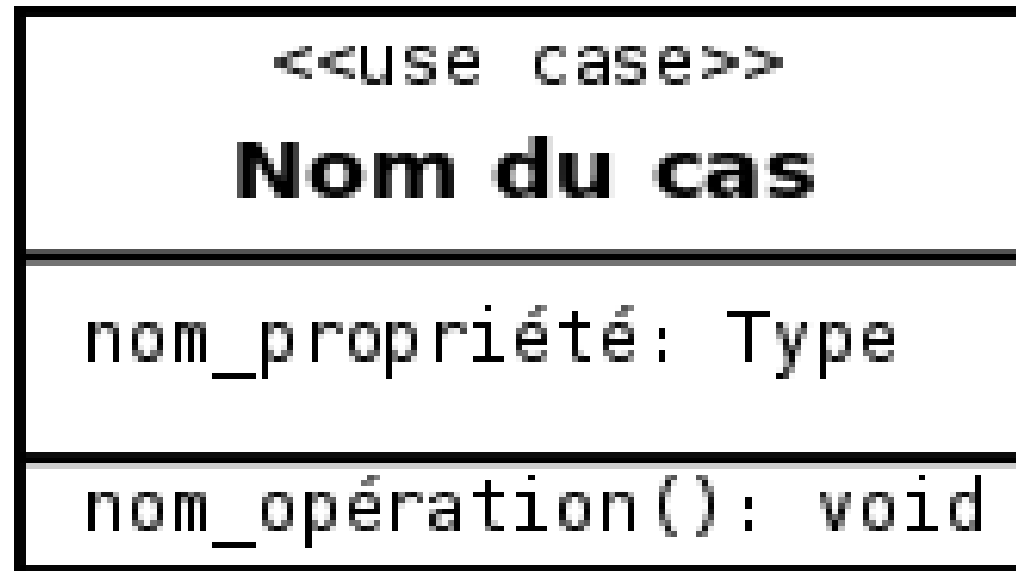 <<use case>>
Nom du cas
nom_propriété: Type
nom_opération(): void